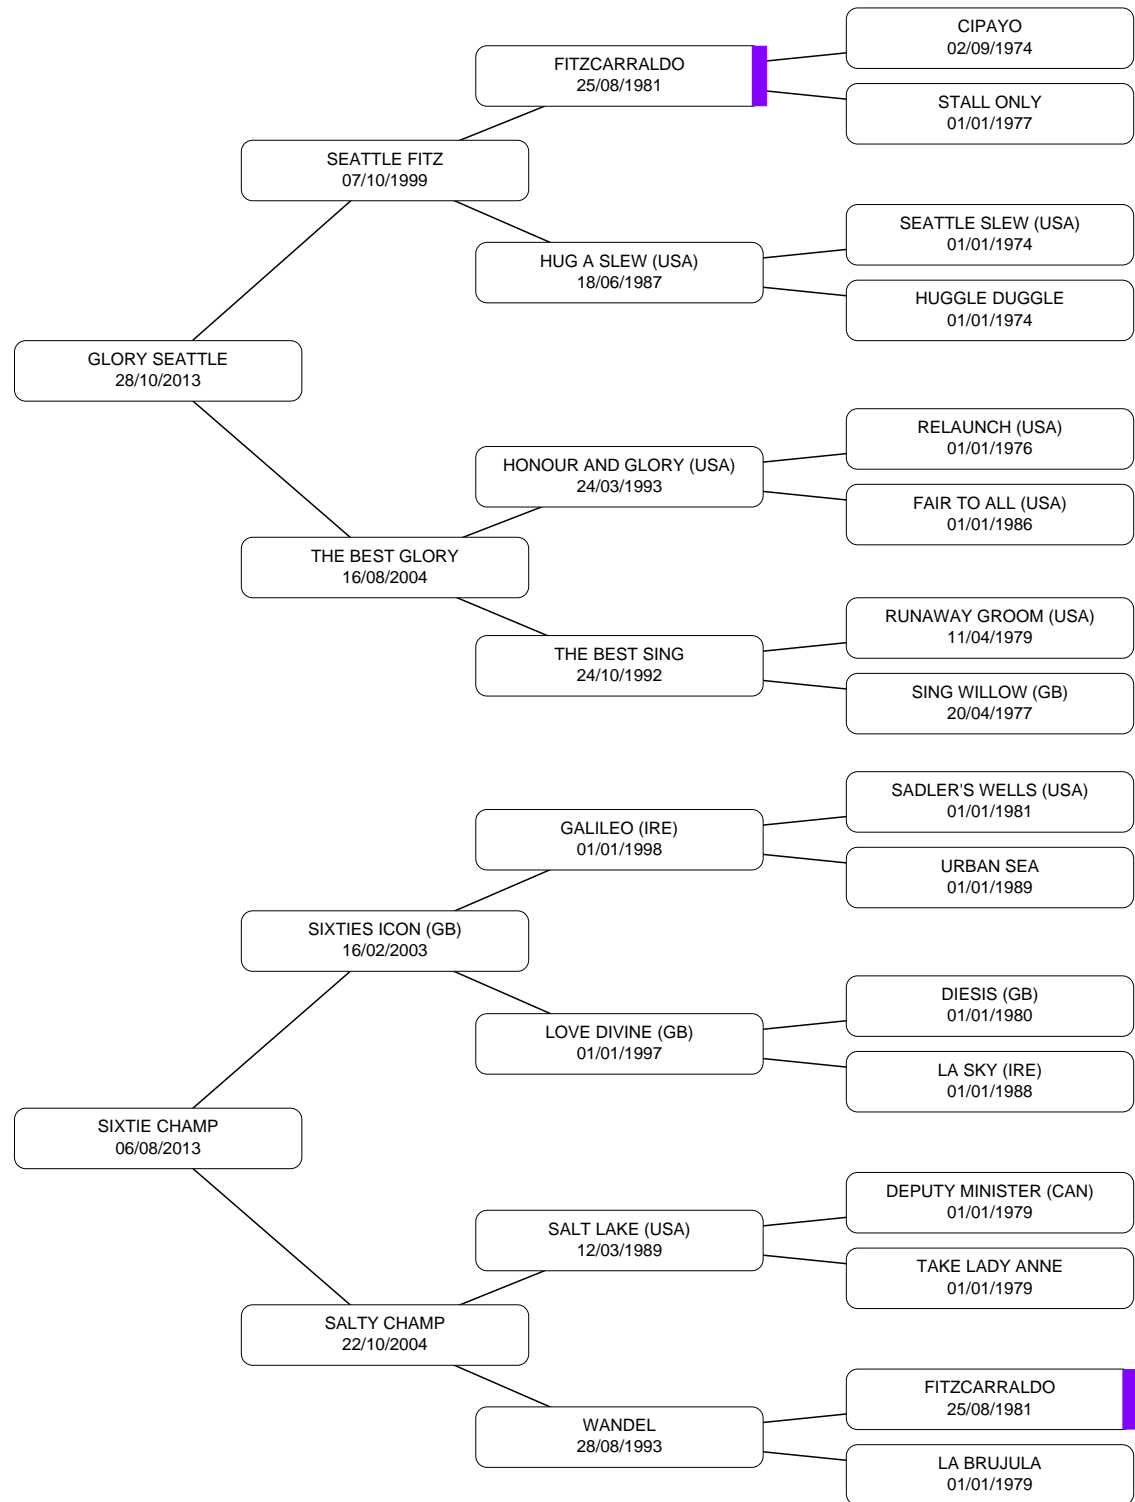 CIPAYO
02/09/1974
FITZCARRALDO
25/08/1981
STALL ONLY
01/01/1977
SEATTLE FITZ
07/10/1999
SEATTLE SLEW (USA)
01/01/1974
HUG A SLEW (USA)
18/06/1987
HUGGLE DUGGLE
01/01/1974
GLORY SEATTLE
28/10/2013
RELAUNCH (USA)
01/01/1976
HONOUR AND GLORY (USA)
24/03/1993
FAIR TO ALL (USA)
01/01/1986
THE BEST GLORY
16/08/2004
RUNAWAY GROOM (USA)
11/04/1979
THE BEST SING
24/10/1992
SING WILLOW (GB)
20/04/1977
SADLER'S WELLS (USA)
01/01/1981
GALILEO (IRE)
01/01/1998
URBAN SEA
01/01/1989
SIXTIES ICON (GB)
16/02/2003
DIESIS (GB)
01/01/1980
LOVE DIVINE (GB)
01/01/1997
LA SKY (IRE)
01/01/1988
SIXTIE CHAMP
06/08/2013
DEPUTY MINISTER (CAN)
01/01/1979
SALT LAKE (USA)
12/03/1989
TAKE LADY ANNE
01/01/1979
SALTY CHAMP
22/10/2004
FITZCARRALDO
25/08/1981
WANDEL
28/08/1993
LA BRUJULA
01/01/1979